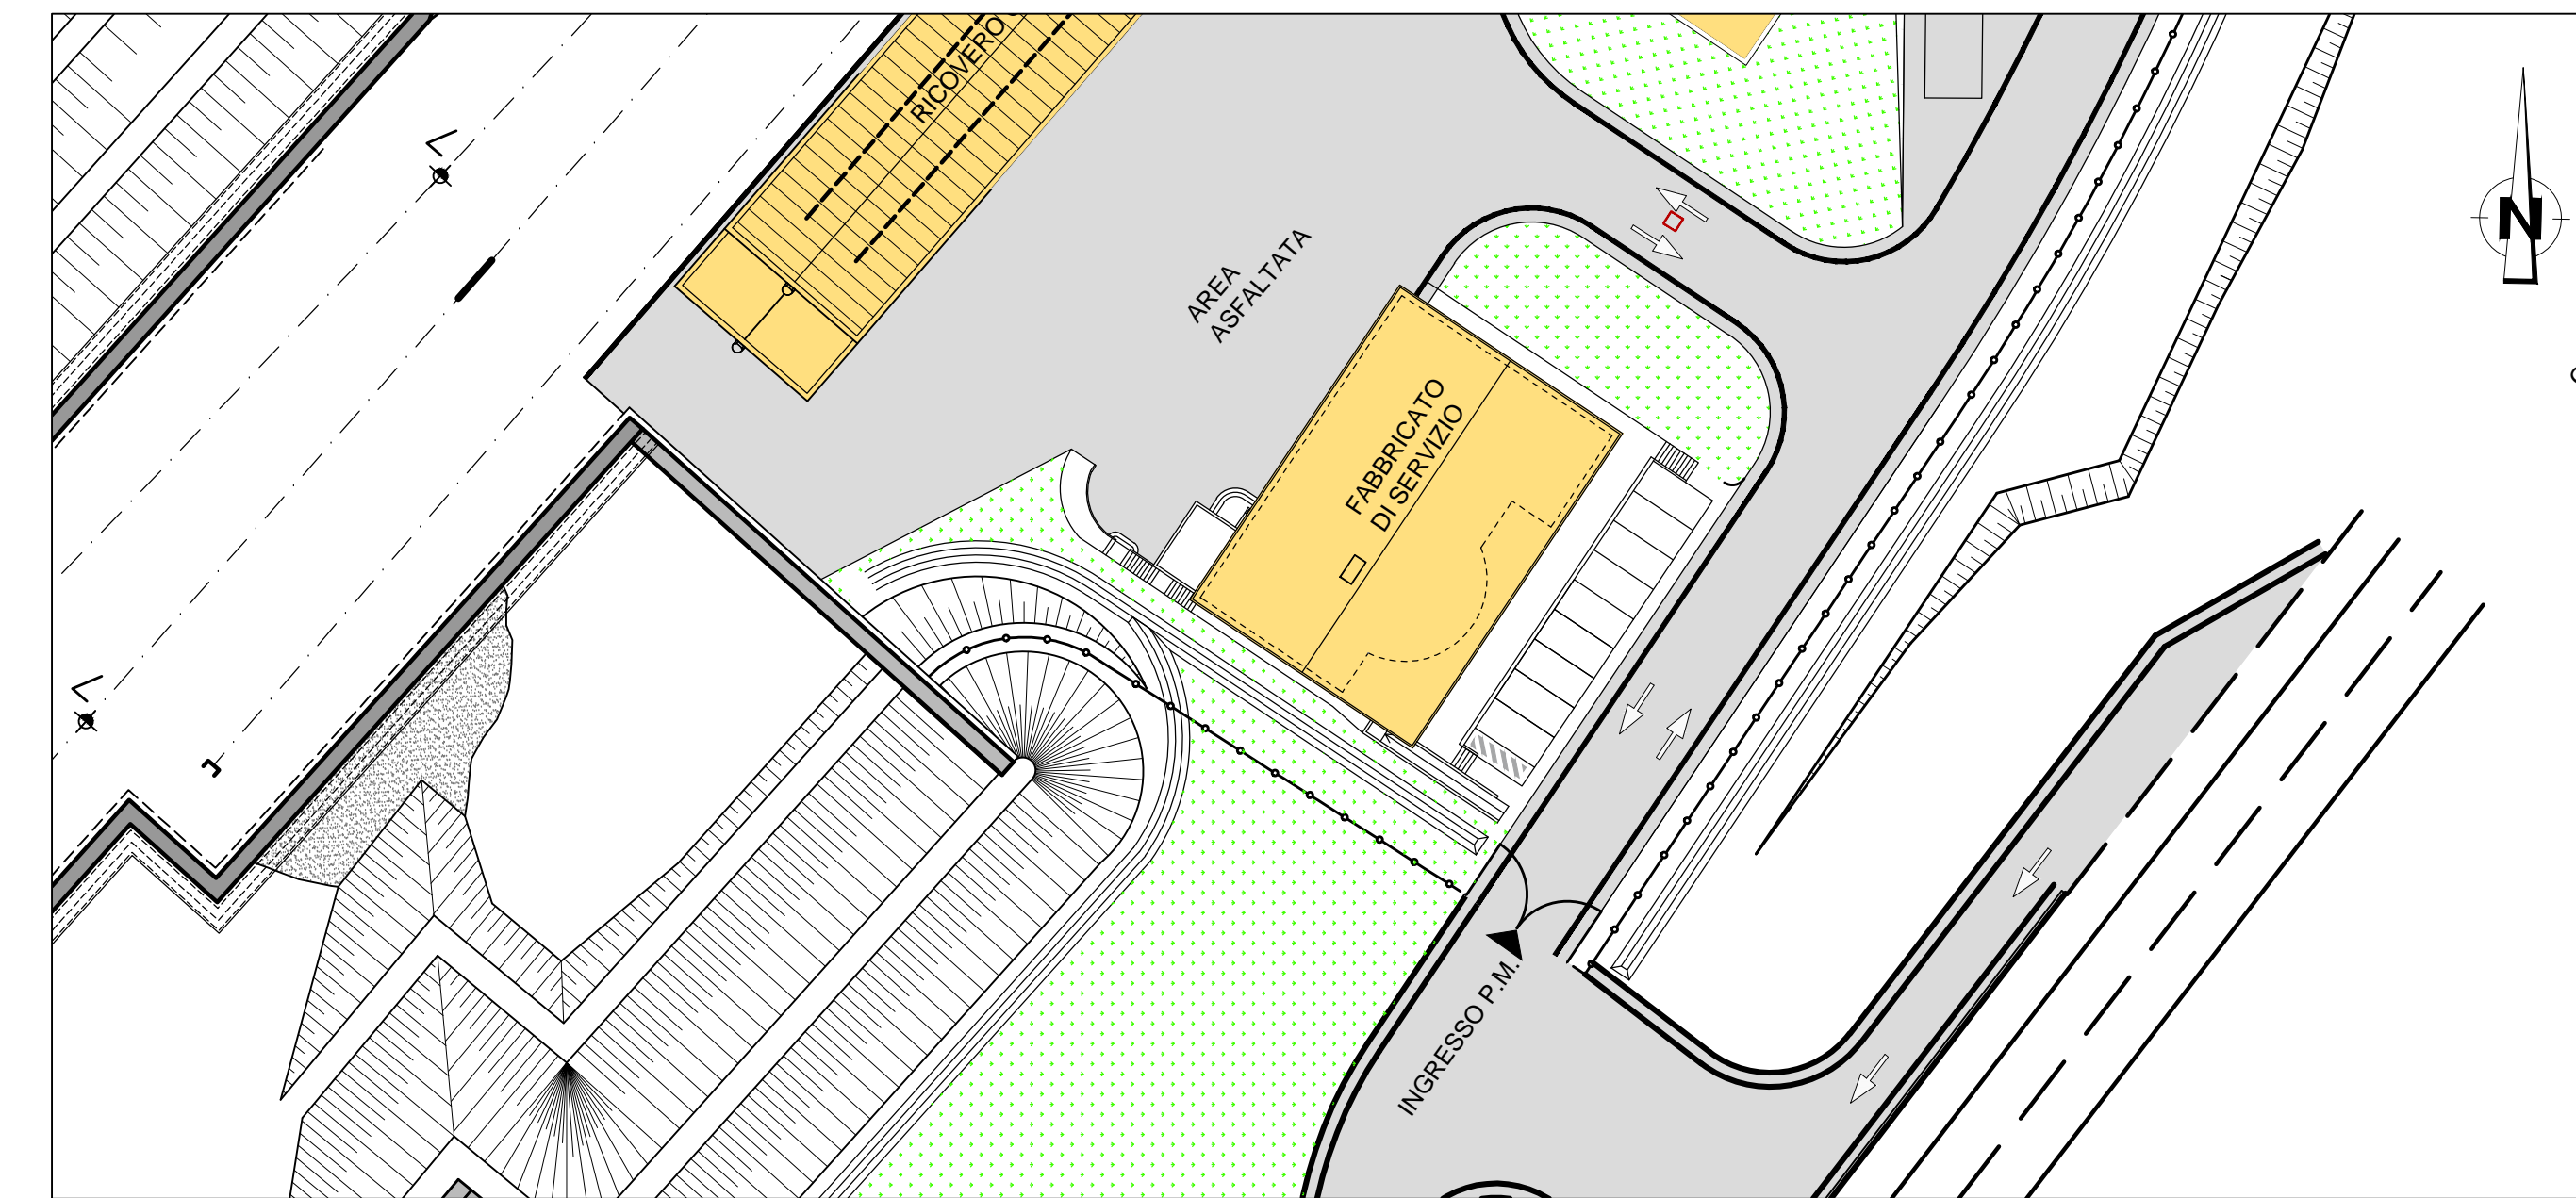 RICOVERO
AREA
ASFALTATA
FABBRICATO
DI SERVIZIO
INGRESSO P.M.
N